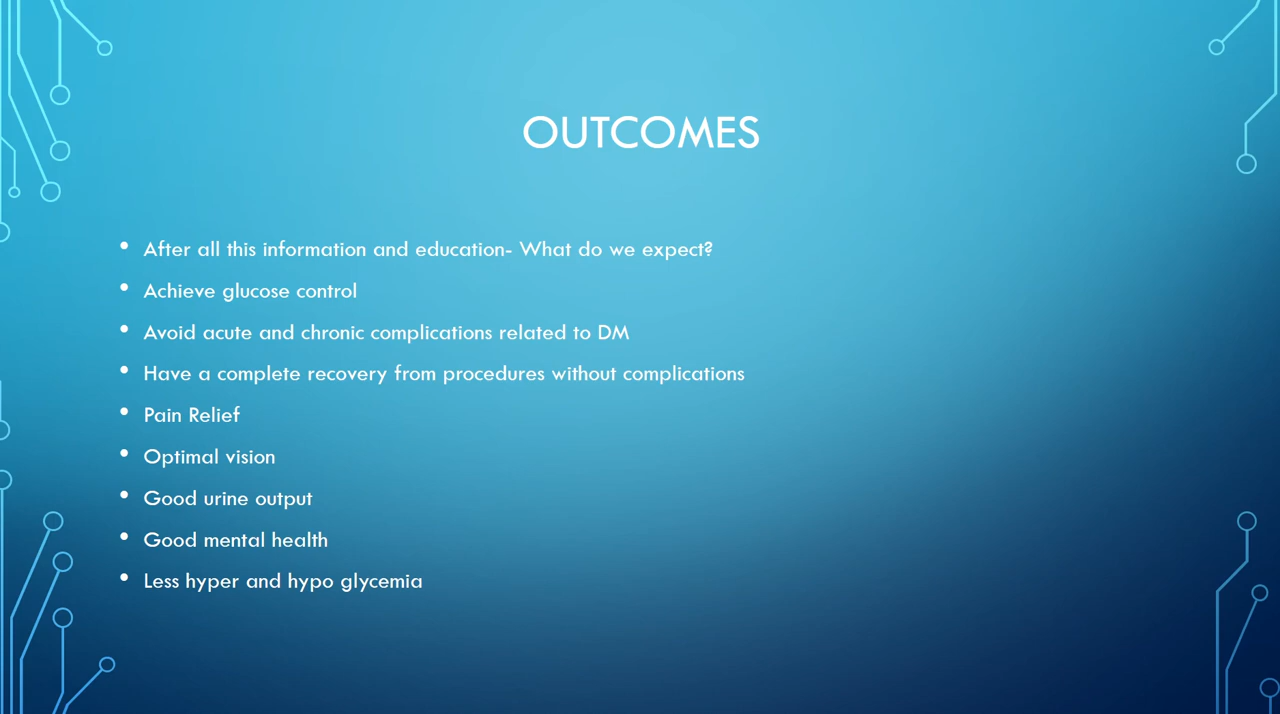 OUTCOMES
• After all this information and education- What do we expect?
• Achieve glucose control
• Avoid acute and chronic complications related to DM
• Have a complete recovery from procedures without complications
• Pain Relief
• Optimal vision
• Good urine output
• Good mental health
• Less hyper and hypo glycemia